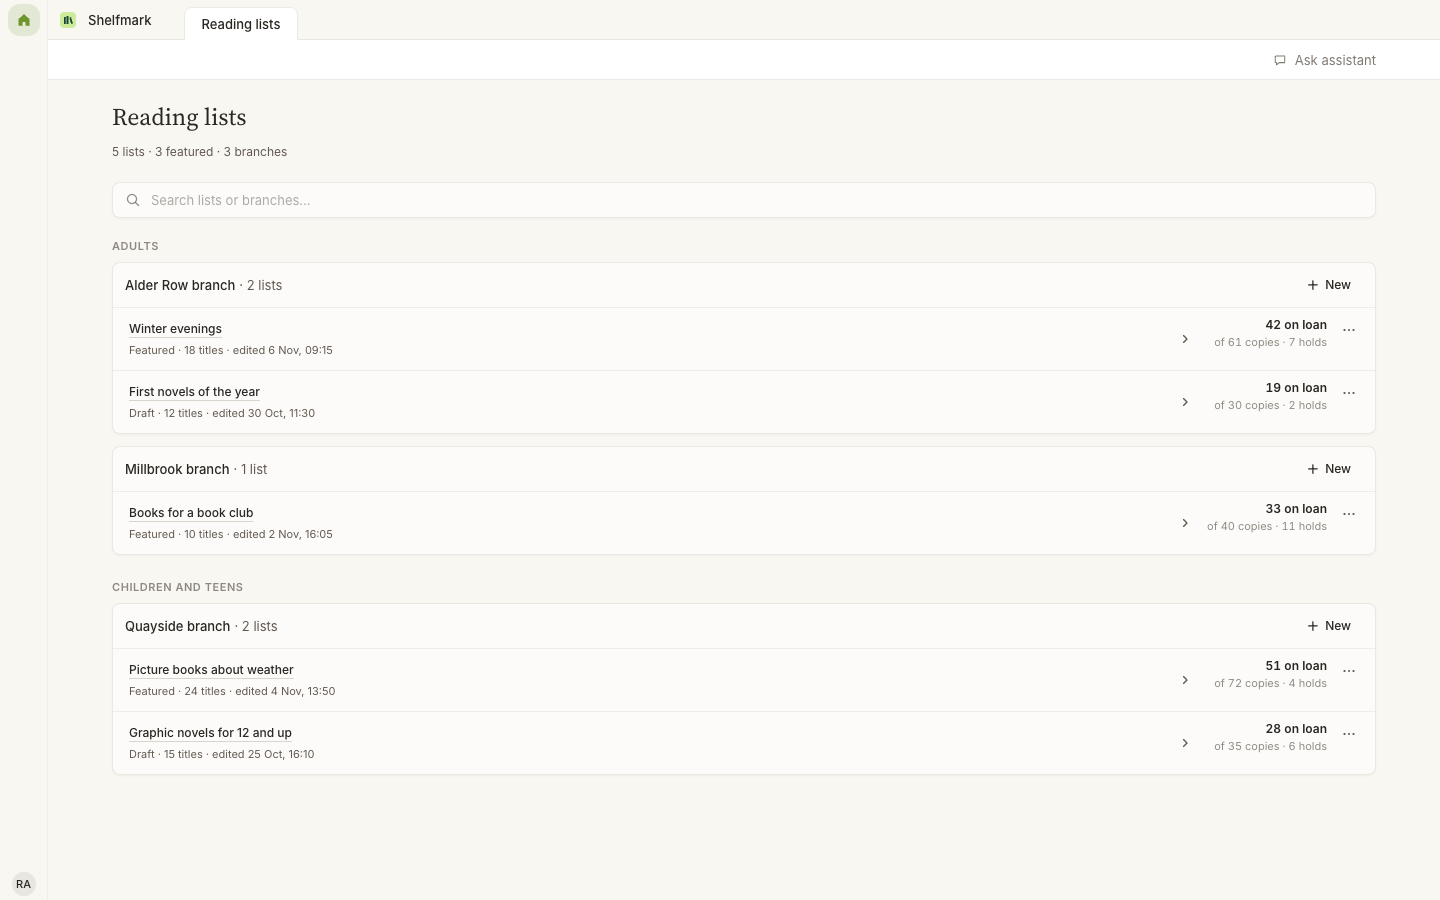 Shelfmark
Reading lists
Ask assistant
Reading lists
5 lists · 3 featured · 3 branches
Search lists or branches...
ADULTS
Alder Row branch · 2 lists
New
Winter evenings
42 on loan
Featured · 18 titles · edited 6 Nov, 09:15
of 61 copies · 7 holds
First novels of the year
19 on loan
Draft · 12 titles · edited 30 Oct, 11:30
of 30 copies · 2 holds
Millbrook branch · 1 list
New
Books for a book club
33 on loan
Featured · 10 titles · edited 2 Nov, 16:05
of 40 copies · 11 holds
CHILDREN AND TEENS
Quayside branch · 2 lists
New
Picture books about weather
51 on loan
Featured · 24 titles · edited 4 Nov, 13:50
of 72 copies · 4 holds
Graphic novels for 12 and up
28 on loan
Draft · 15 titles · edited 25 Oct, 16:10
of 35 copies · 6 holds
RA